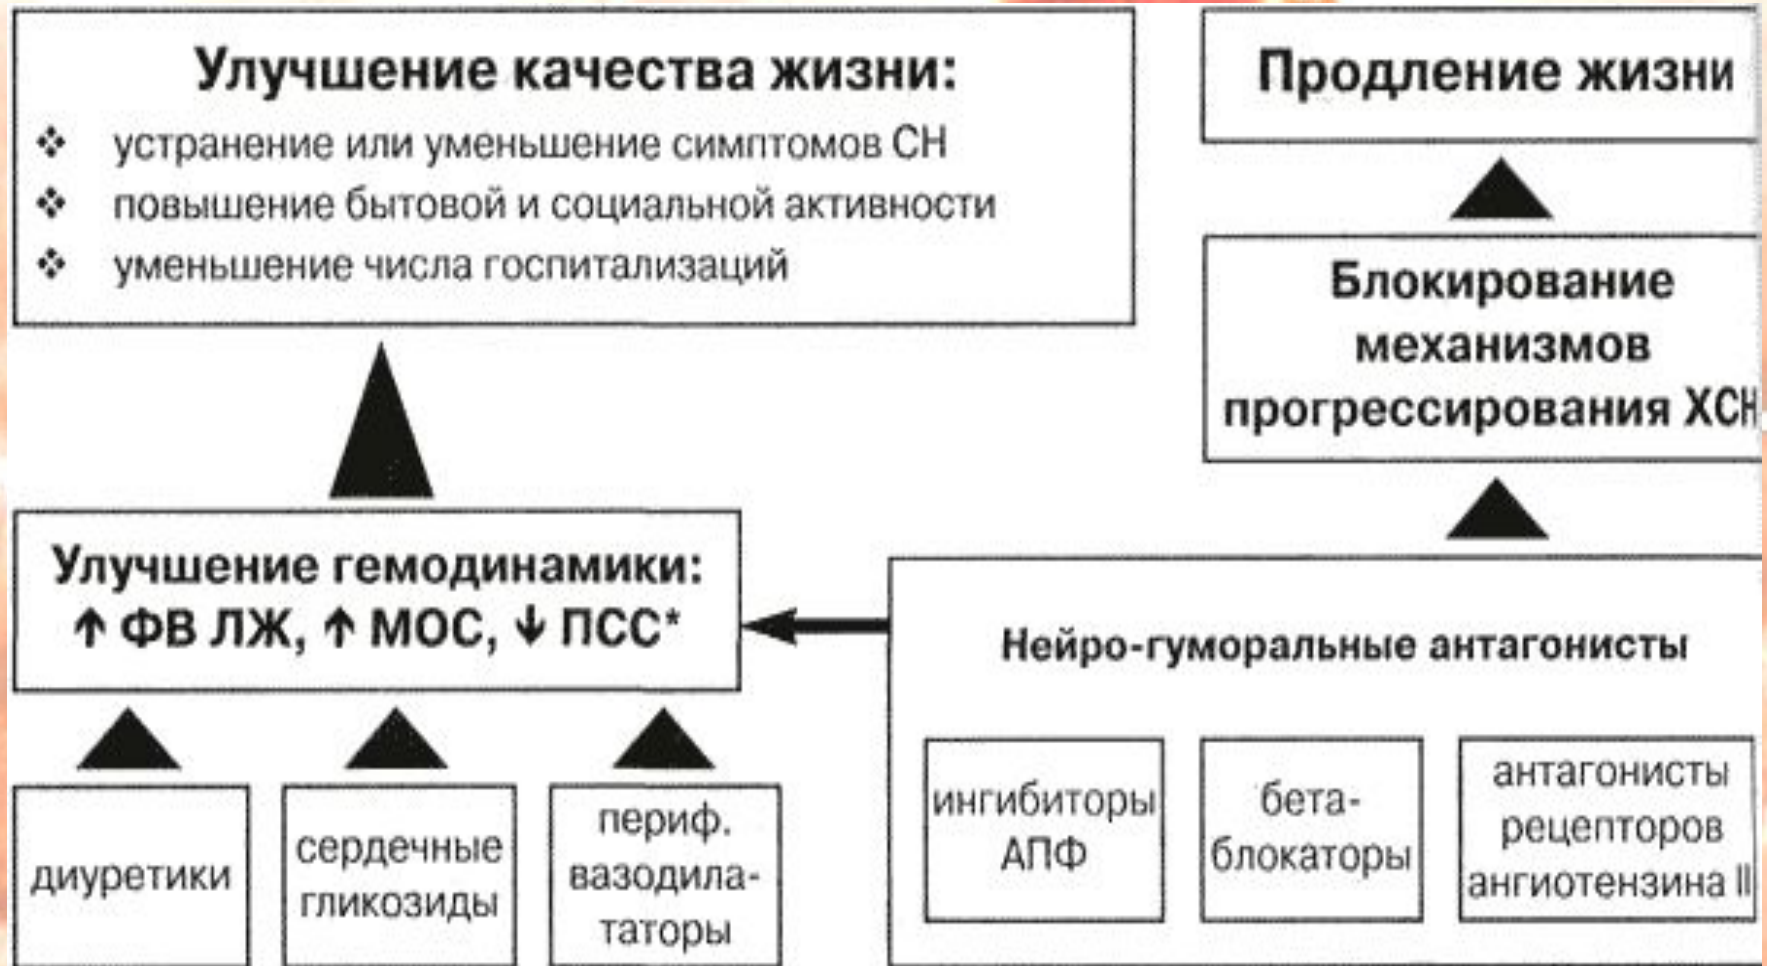 Улучшение качества жизни:
❖ устранение или уменьшение симптомов СН
❖ повышение бытовой и социальной активности
❖ уменьшение числа госпитализаций
Продление жизни
Блокирование
механизмов
прогрессирования ХСН
Улучшение гемодинамики:
↑ ФВ ЛЖ, ↑ МОС, ↓ ПСС*
Нейро-гуморальные антагонисты
диуретики
сердечные
гликозиды
периф.
вазодила-
таторы
ингибиторы
АПФ
бета-
блокаторы
антагонисты
рецепторов
ангиотензина II